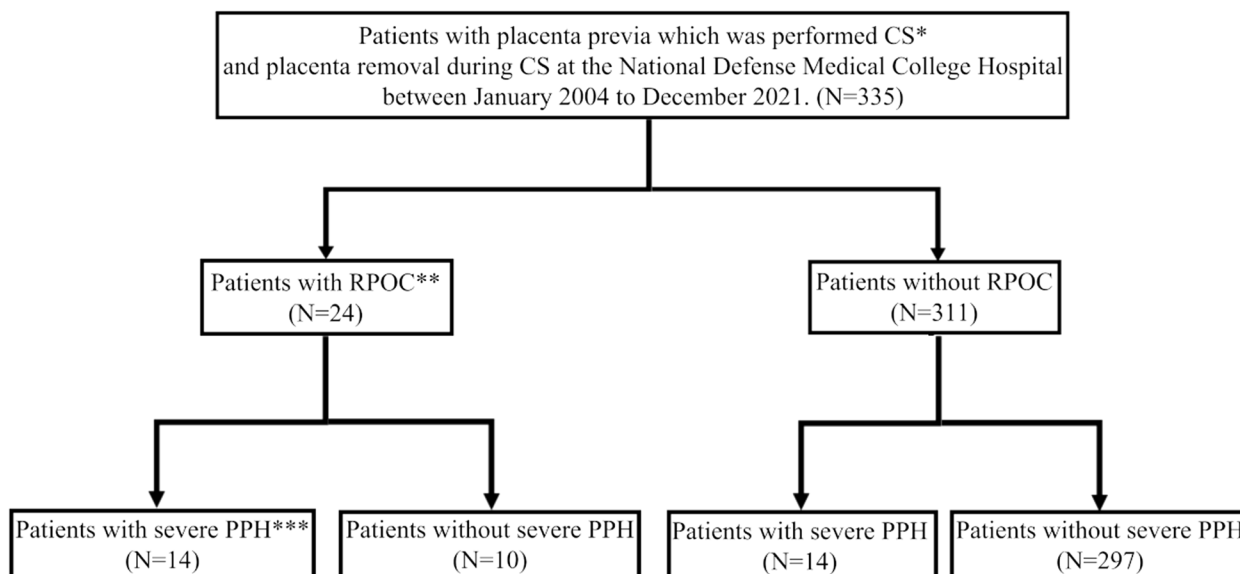 Patients with placenta previa which was performed CS*
and placenta removal during CS at the National Defense Medical College Hospital
between January 2004 to December 2021. (N=335)
Patients with RPOC**
(N=24)
Patients without RPOC
(N=311)
Patients with severe PPH***
(N=14)
Patients without severe PPH
(N=10)
Patients with severe PPH
(N=14)
Patients without severe PPH
(N=297)